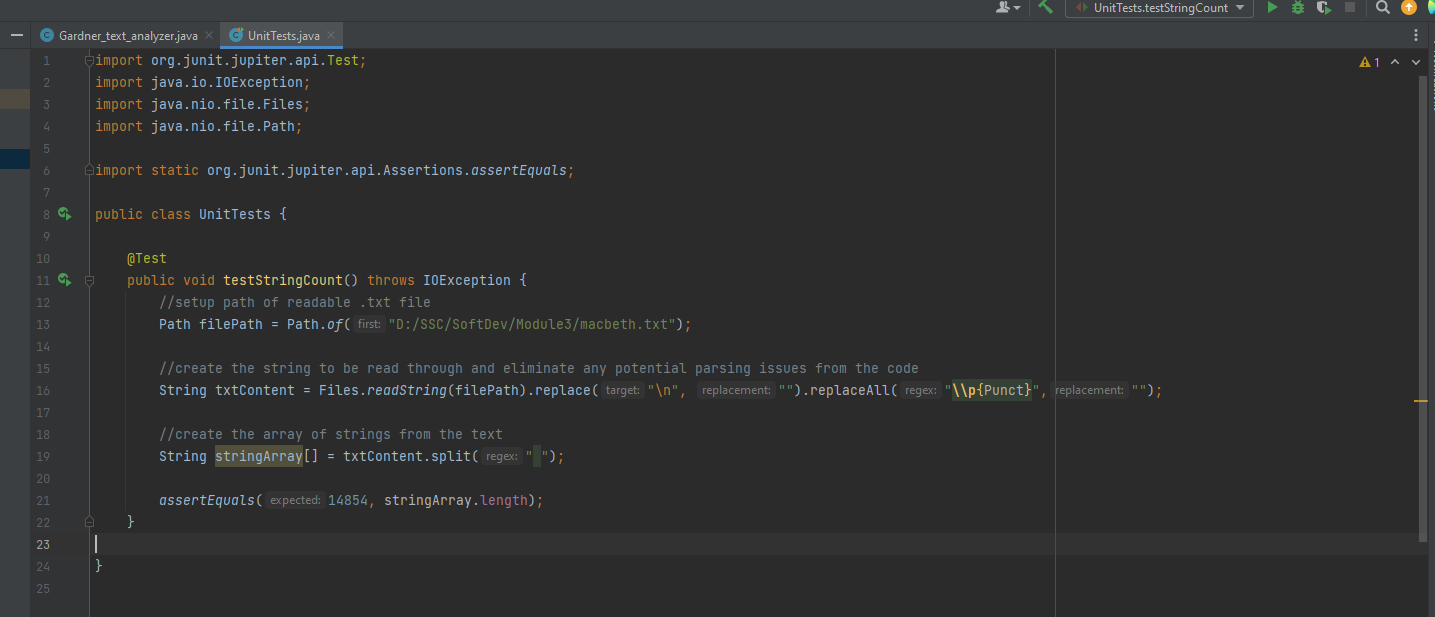 UnitTests.testStringCount
Gardner_text_analyzer.java UnitTests.java
1 import org.junit.jupiter.api.Test; 1
2 import java.io.IOException;
3 import java.nio.file.Files;
4 import java.nio.file.Path;
5
6 import static org.junit.jupiter.api.Assertions.assertEquals;
7
8 public class UnitTests {
9
10 @Test
11 public void testStringCount() throws IOException {
12 //setup path of readable .txt file
13 Path filePath = Path.of( first: "D:/SSC/SoftDev/Module3/macbeth.txt");
14
15 //create the string to be read through and eliminate any potential parsing issues from the code
16 String txtContent = Files.readString(filePath).replace( target: "\n", replacement: "").replaceAll( regex: "\\p{Punct}", replacement: "");
17
18 //create the array of strings from the text
19 String stringArray[] = txtContent.split( regex: " ");
20
21 assertEquals( expected: 14854, stringArray.length);
22 }
23
24 }
25